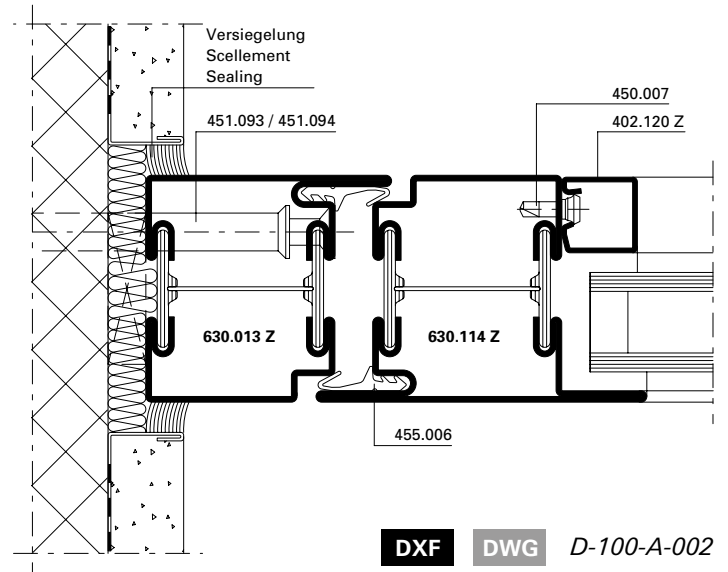 Versiegelung
Scellement
Sealing
451.093 / 451.094
450.007
402.120 Z
630.013 Z
630.114 Z
455.006
DXF DWG D-100-A-002